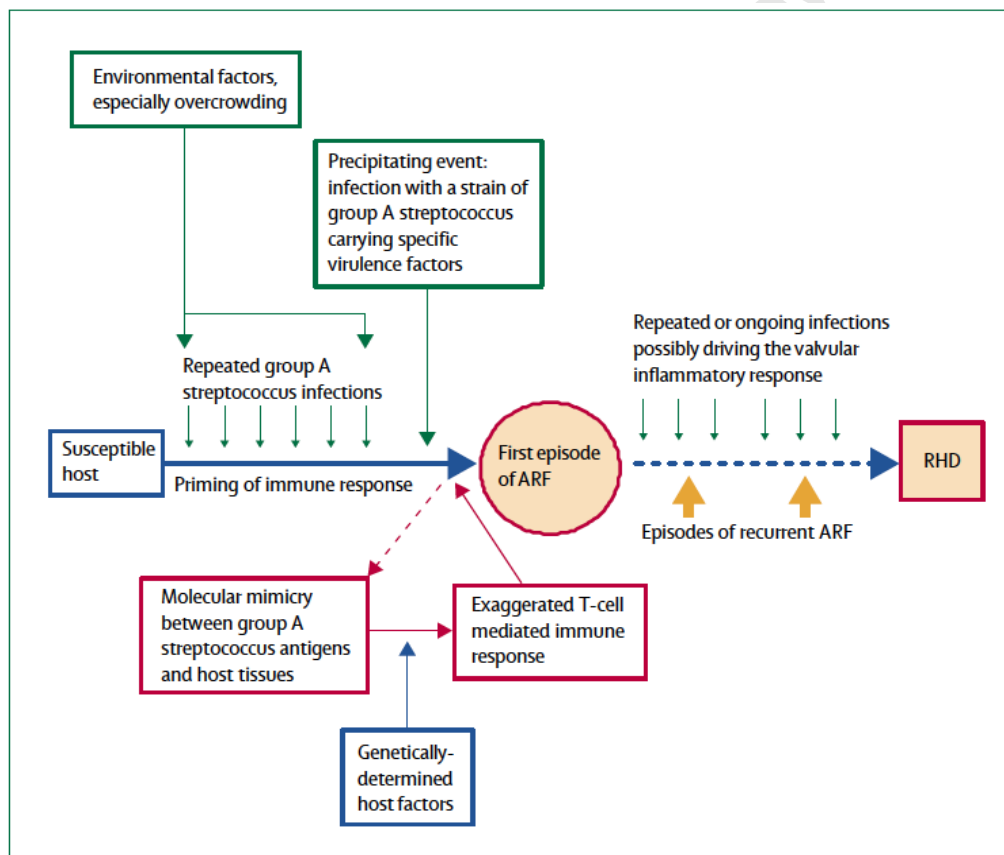 Environmental factors,
especially overcrowding
Precipitating event:
infection with a strain of
group A streptococcus
carrying specific
virulence factors
Repeated group A
streptococcus infections
Repeated or ongoing infections
possibly driving the valvular
inflammatory response
Susceptible
host
Priming of immune response
First episode
of ARF
RHD
Episodes of recurrent ARF
Molecular mimicry
between group A
streptococcus antigens
and host tissues
Exaggerated T-cell
mediated immune
response
Genetically-
determined
host factors